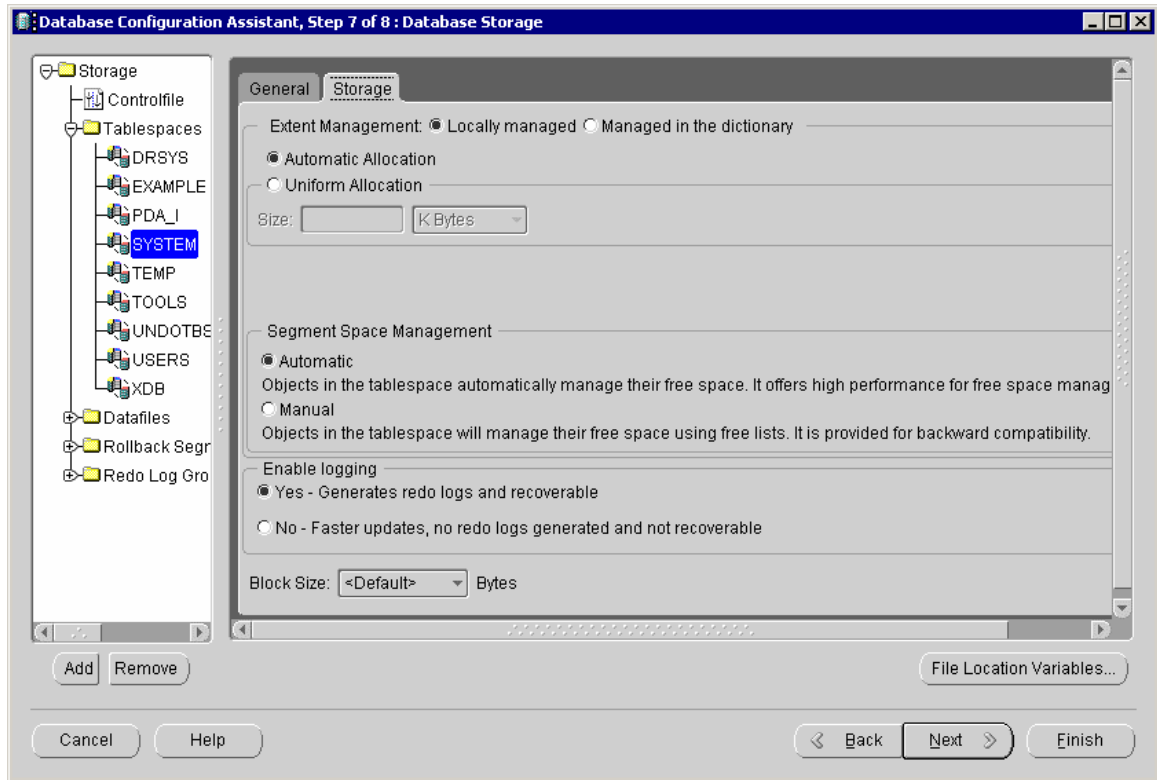 Database Configuration Assistant, Step 7 of 8 : Database Storage
Storage
Controlfile
Tablespaces
DRSYS
EXAMPLE
PDA_I
SYSTEM
TEMP
TOOLS
UNDOTBS
USERS
XDB
Datafiles
Rollback Segr
Redo Log Gro
General Storage
Extent Management: Locally managed Managed in the dictionary
Automatic Allocation
Uniform Allocation
Size: K Bytes
Segment Space Management
Automatic
Objects in the tablespace automatically manage their free space. It offers high performance for free space manag
Manual
Objects in the tablespace will manage their free space using free lists. It is provided for backward compatibility.
Enable logging
Yes - Generates redo logs and recoverable
No - Faster updates, no redo logs generated and not recoverable
Block Size: <Default> Bytes
Add Remove File Location Variables...
Cancel Help Back Next Finish